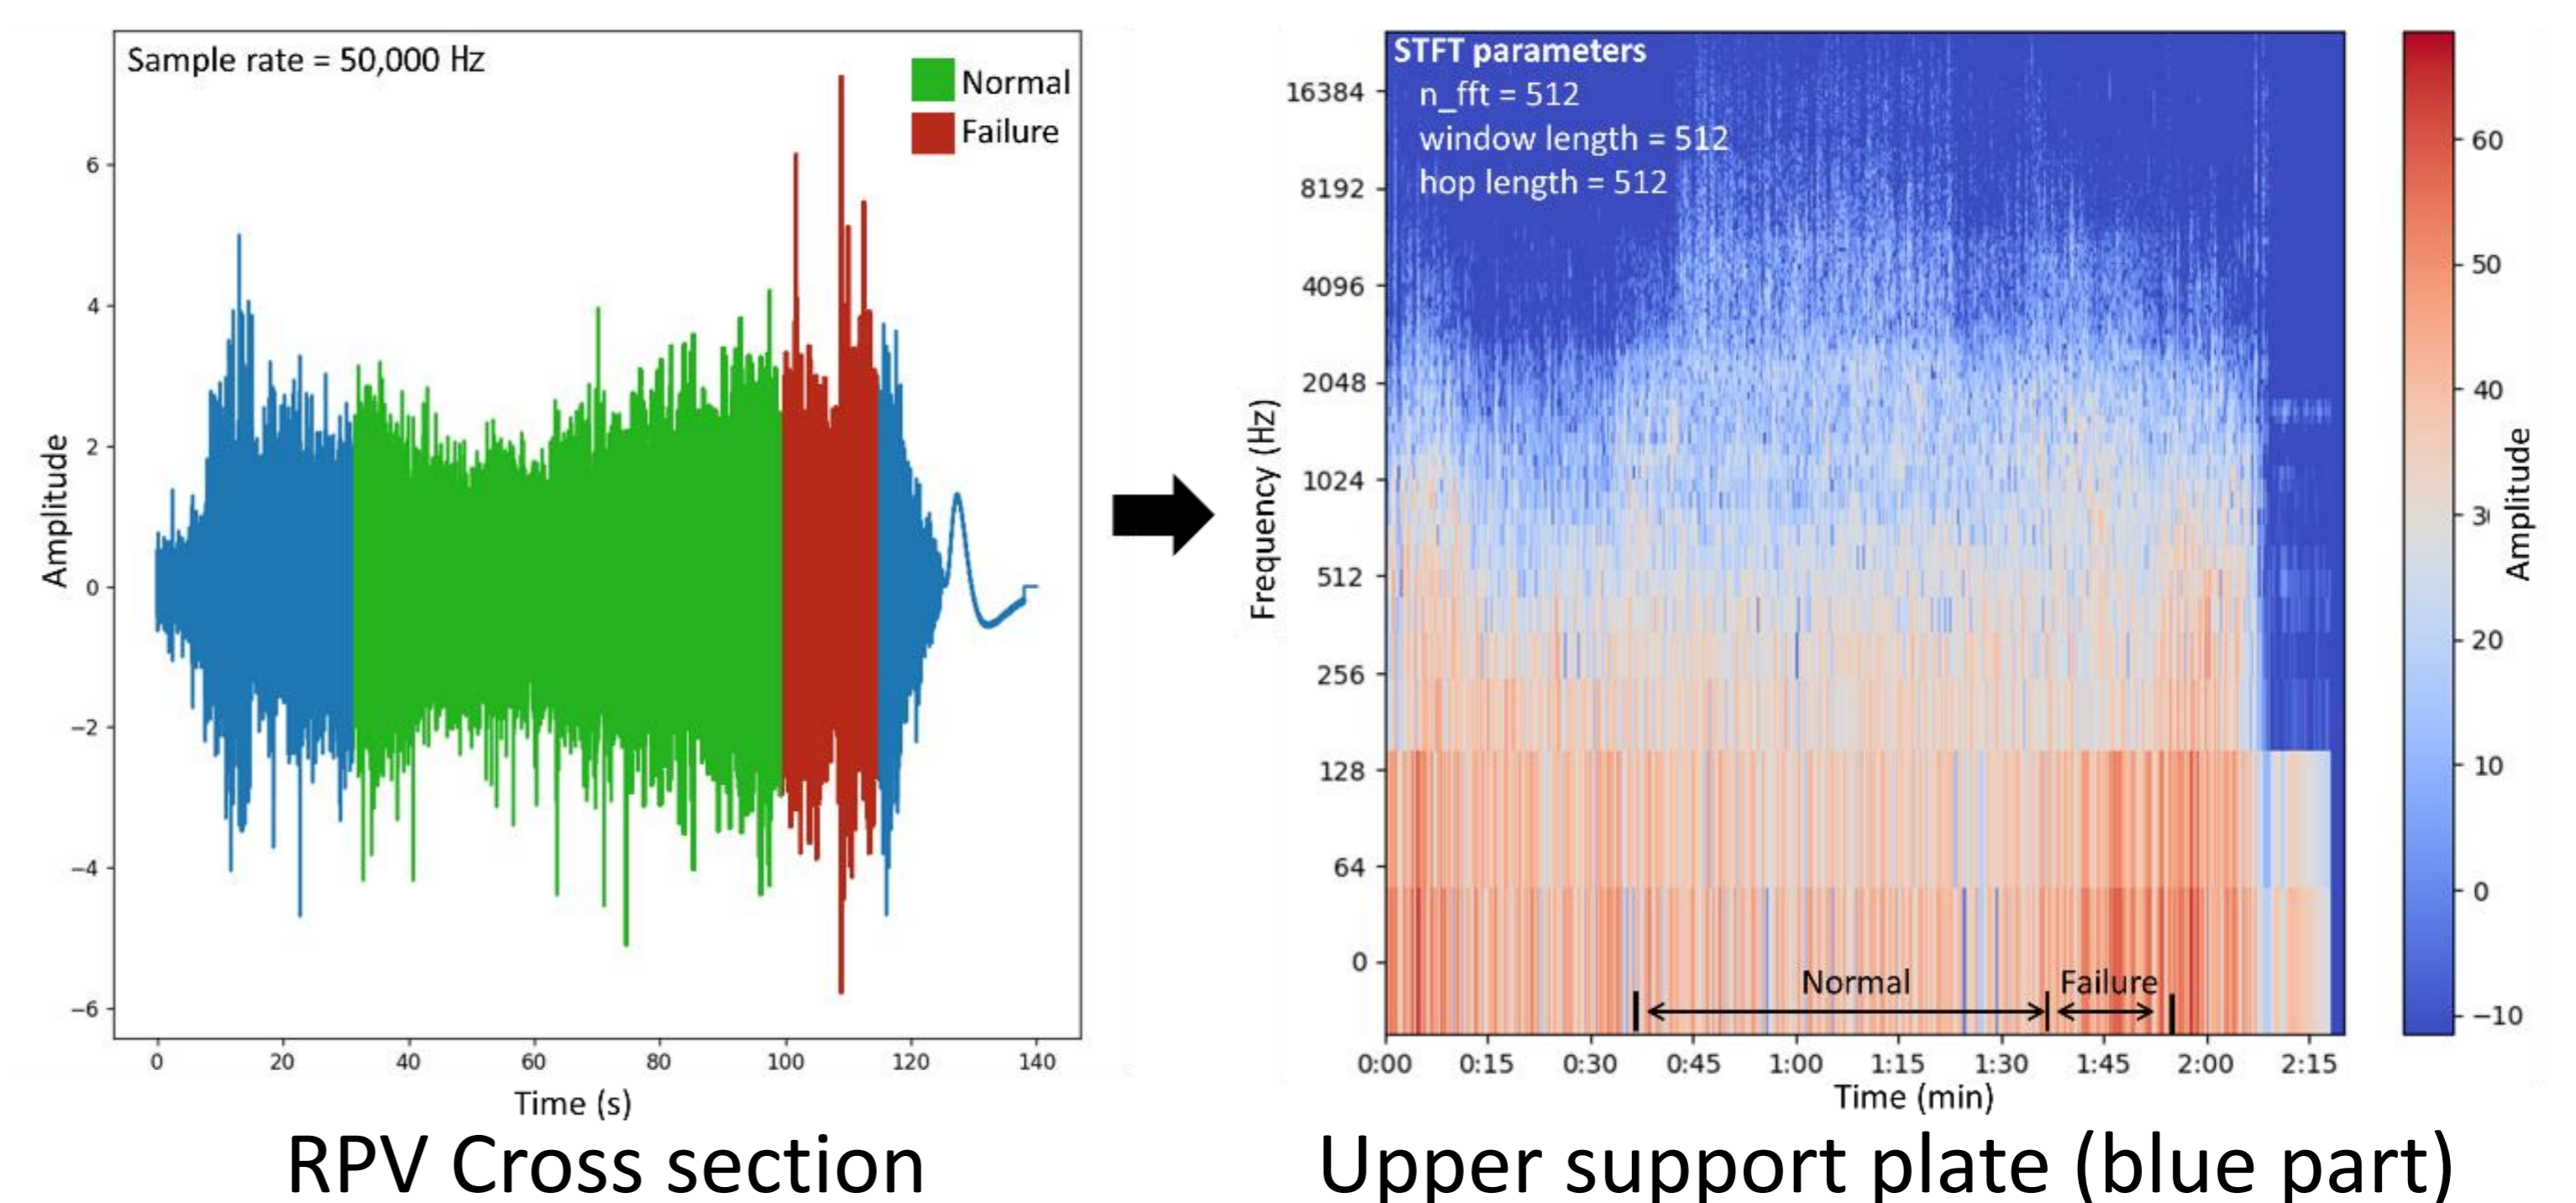 Sample rate = 50,000 Hz
Normal
Failure
6
4
2
0
−2
−4
−6
Amplitude
0 20 40 60 80 100 120 140
Time (s)
RPV Cross section
STFT parameters
n_fft = 512
window length = 512
hop length = 512
16384
8192
4096
2048
1024
512
256
128
64
0
Frequency (Hz)
Normal
Failure
0:00 0:15 0:30 0:45 1:00 1:15 1:30 1:45 2:00 2:15
Time (min)
60
50
40
20
10
0
−10
Amplitude
Upper support plate (blue part)